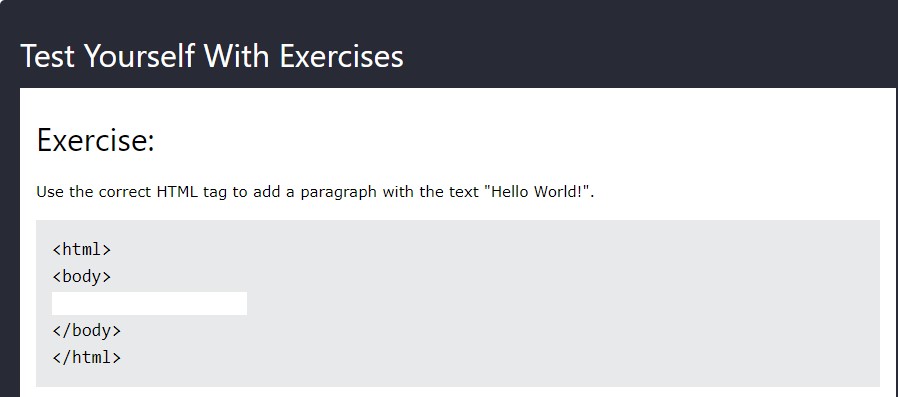 Test Yourself With Exercises
Exercise:
Use the correct HTML tag to add a paragraph with the text "Hello World!".
<html>
<body>
</body>
</html>